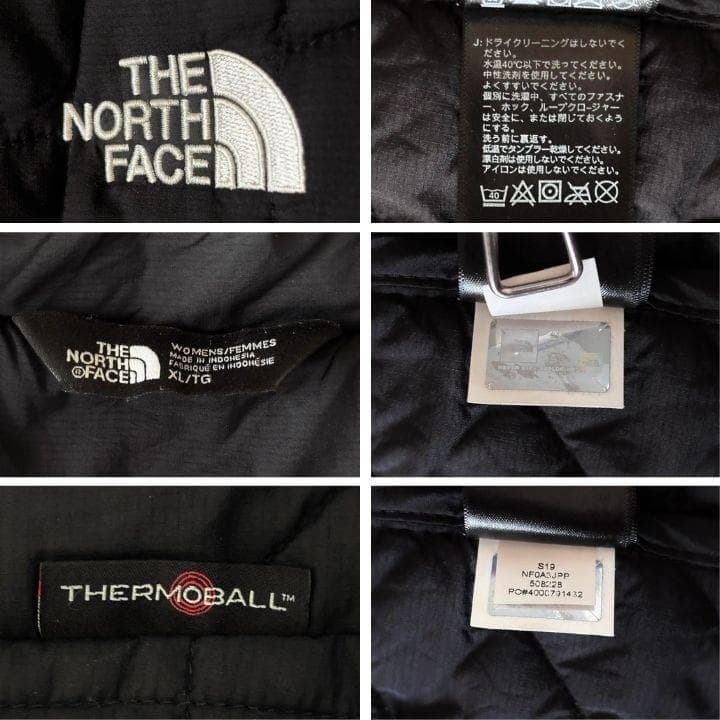 THE
NORTH
FACE
J:ドライクリーニングはしないでく
ださい。
水温40℃以下で洗ってください。
中性洗剤を使用してください。
よくすすいでください。
個別に洗濯中、すべてのファスナ
ー、ホック、ループクロージャー
は安全に、または閉じておくよう
にする。
洗う前に裏返す。
低温でタンブラー乾燥してください。
漂白剤は使用しないでください。
アイロンは使用しないでください。
40
THE
NORTH
FACE
WOMENS/FEMMES
MADE IN INDONESIA
FABRIQUÉ EN INDONÉSIE
XL/TG
THERMOBALL™
S19
NF0A3JPP
508228
PO#4000791432